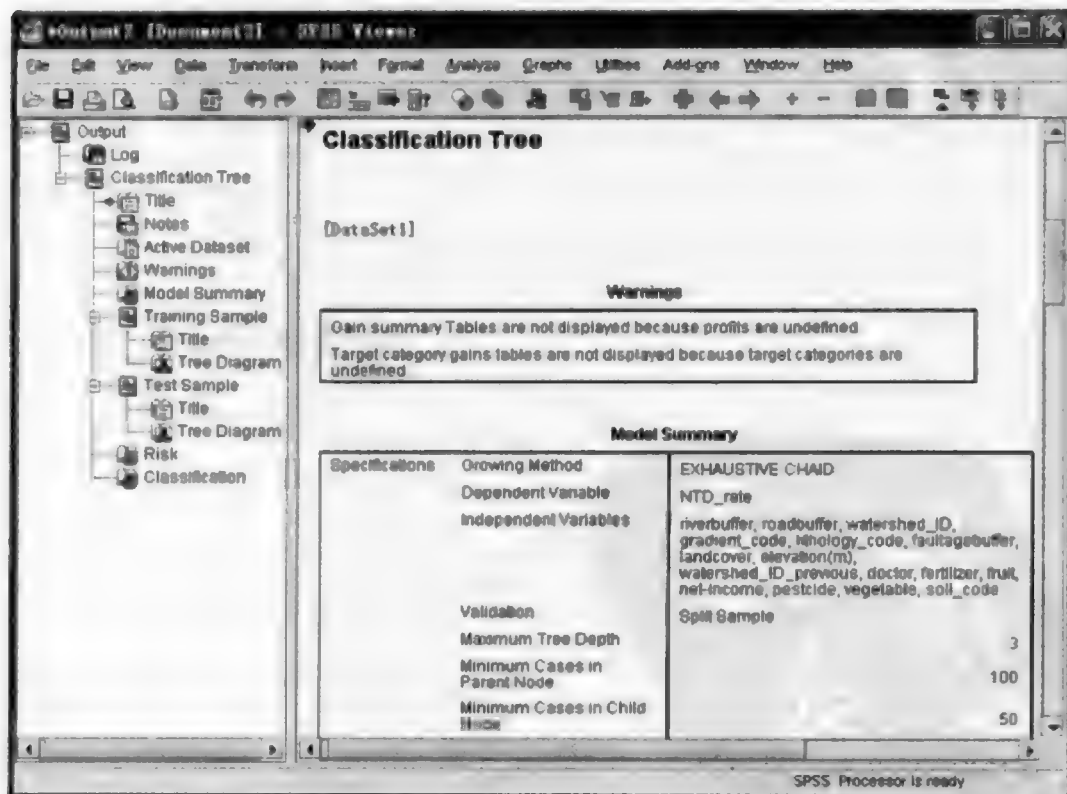 *Output2 [Document2] - SPSS Viewer
File Edit View Data Transform Insert Format Analyze Graphs Utilities Add-ons Window Help
Output
Log
Classification Tree
Title
Notes
Active Dataset
Warnings
Model Summary
Training Sample
Title
Tree Diagram
Test Sample
Title
Tree Diagram
Risk
Classification
Classification Tree
[DataSet1]
Warnings
Gain summary Tables are not displayed because profits are undefined
Target category gains tables are not displayed because target categories are
undefined
Model Summary
Specifications Growing Method EXHAUSTIVE CHAID
Dependent Variable NTD_rate
Independent Variables riverbuffer, roadbuffer, watershed_ID,
gradient_code, lithology_code, faultagebuffer,
landcover, elevation(m),
watershed_ID_previous, doctor, fertilizer, fruit,
net-income, pestcide, vegetable, soil_code
Validation Split Sample
Maximum Tree Depth 3
Minimum Cases in
Parent Node 100
Minimum Cases in Child
Node 50
SPSS Processor is ready